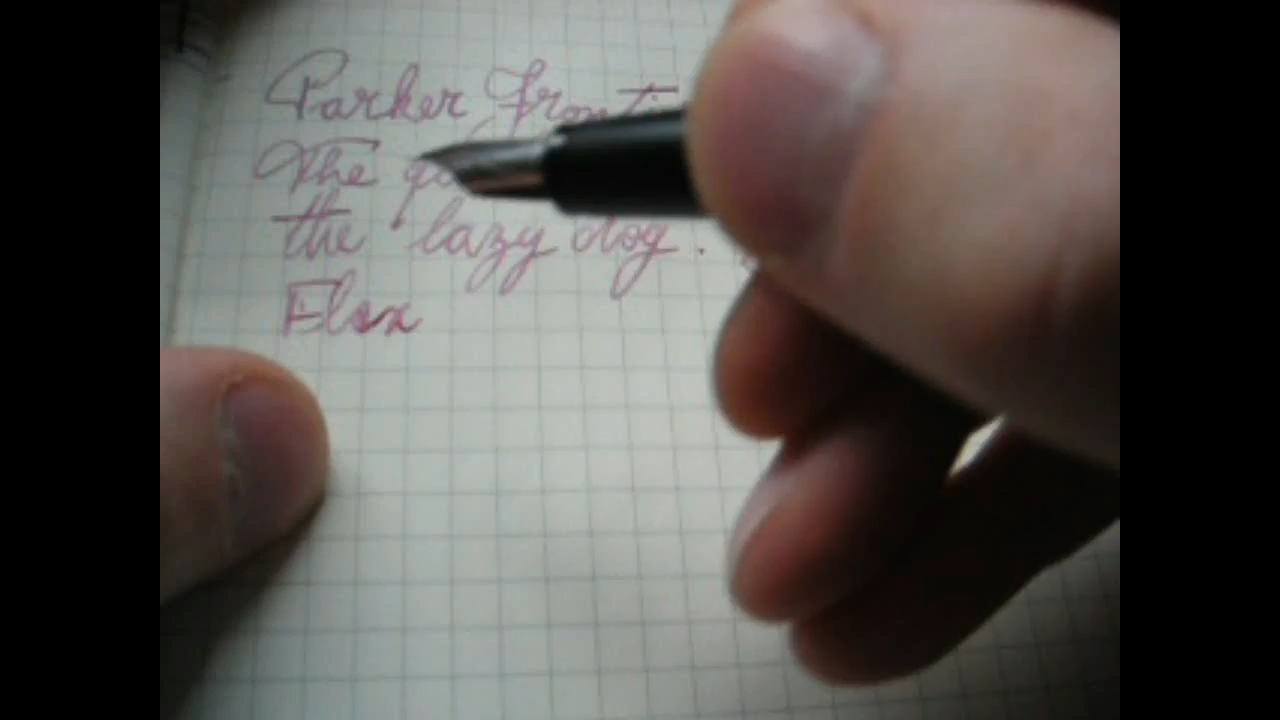 Parker
The
the lazy dog.
Flex